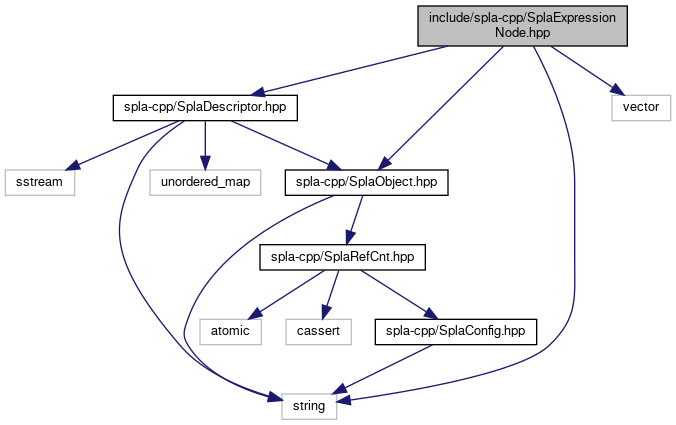 include/spla-cpp/SplaExpression
Node.hpp
spla-cpp/SplaDescriptor.hpp
vector
sstream
unordered_map
spla-cpp/SplaObject.hpp
spla-cpp/SplaRefCnt.hpp
atomic
cassert
spla-cpp/SplaConfig.hpp
string